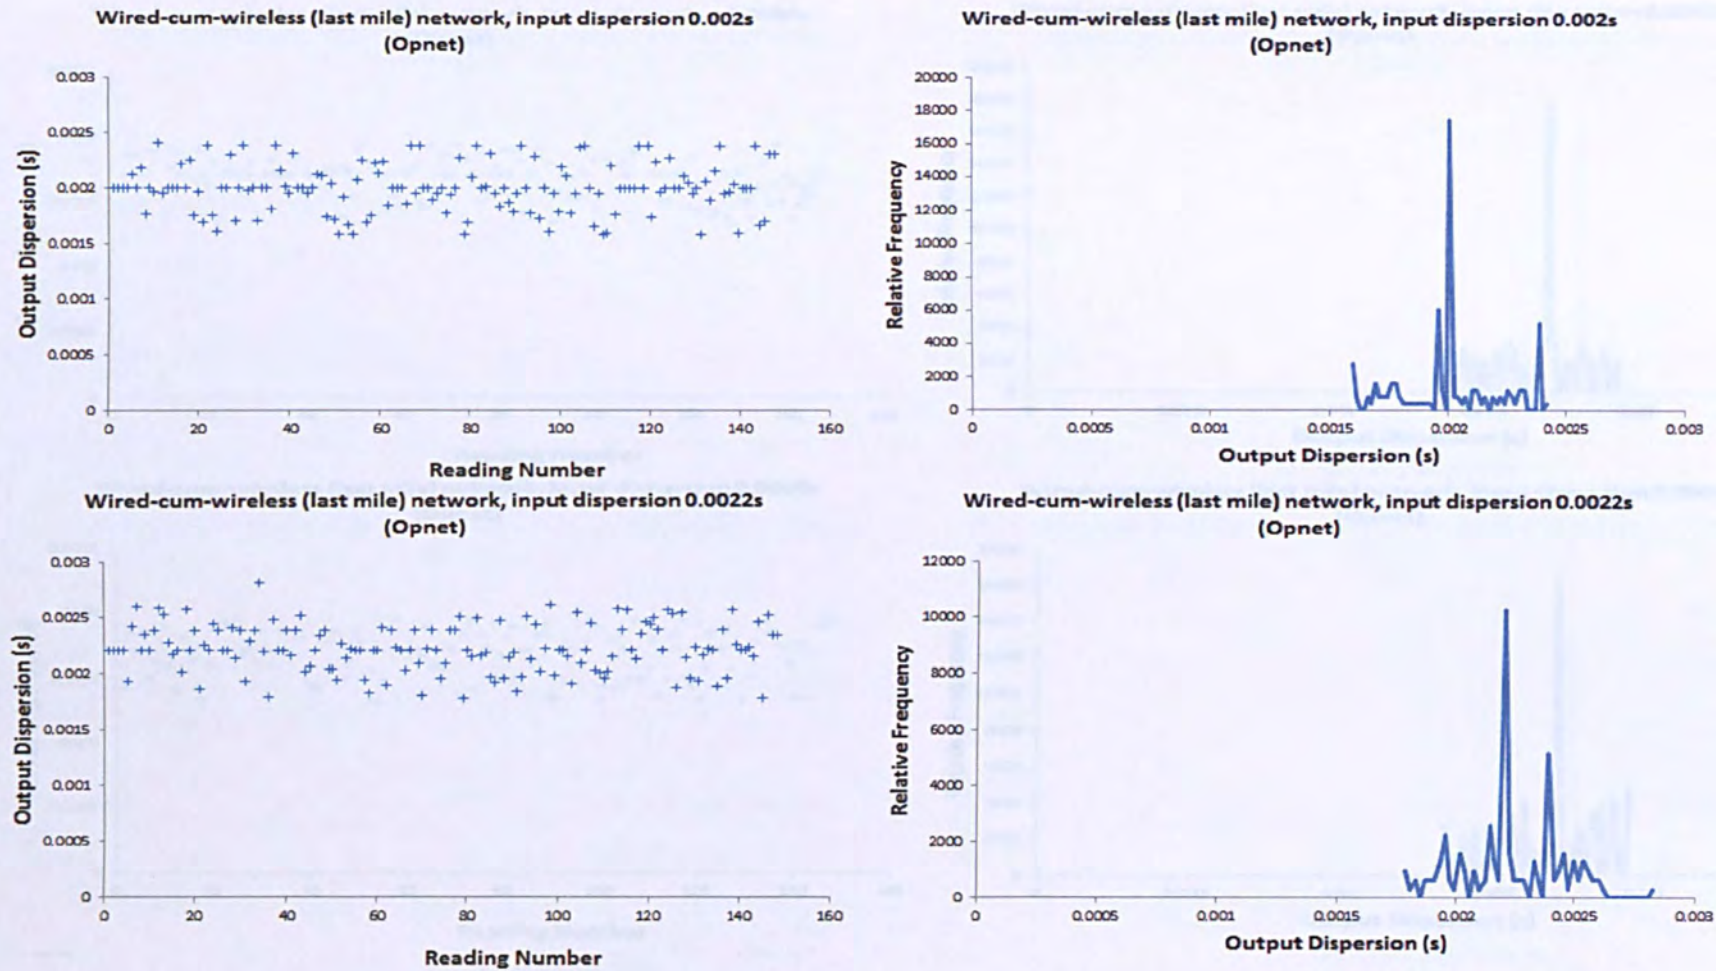 Wired-cum-wireless (last mile) network, input dispersion 0.002s
(Opnet)
0.003
0.0025
0.002
0.0015
0.001
0.0005
0
Output Dispersion (s)
0 20 40 60 80 100 120 140 160
Reading Number
Wired-cum-wireless (last mile) network, input dispersion 0.002s
(Opnet)
20000
18000
16000
14000
12000
10000
8000
6000
4000
2000
0
Relative Frequency
0 0.0005 0.001 0.0015 0.002 0.0025 0.003
Output Dispersion (s)
Wired-cum-wireless (last mile) network, input dispersion 0.0022s
(Opnet)
0.003
0.0025
0.002
0.0015
0.001
0.0005
0
Output Dispersion (s)
0 20 40 60 80 100 120 140 160
Reading Number
Wired-cum-wireless (last mile) network, input dispersion 0.0022s
(Opnet)
12000
10000
8000
6000
4000
2000
0
Relative Frequency
0 0.0005 0.001 0.0015 0.002 0.0025 0.003
Output Dispersion (s)